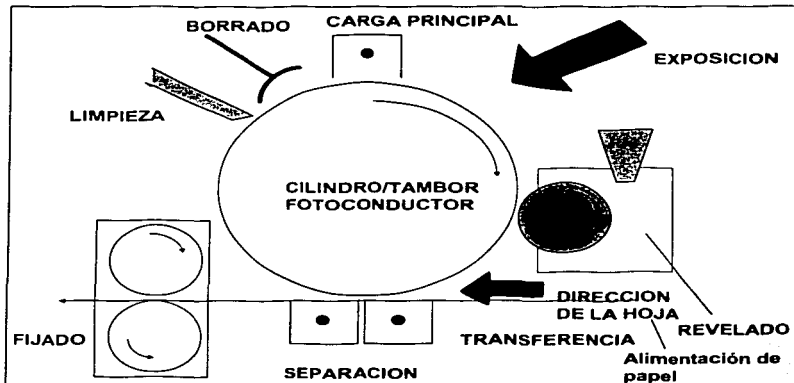 BORRADO
CARGA PRINCIPAL
EXPOSICION
LIMPIEZA
CILINDRO/TAMBOR
FOTOCONDUCTOR
DIRECCION
DE LA HOJA
FIJADO
TRANSFERENCIA
REVELADO
SEPARACION
Alimentación de
papel